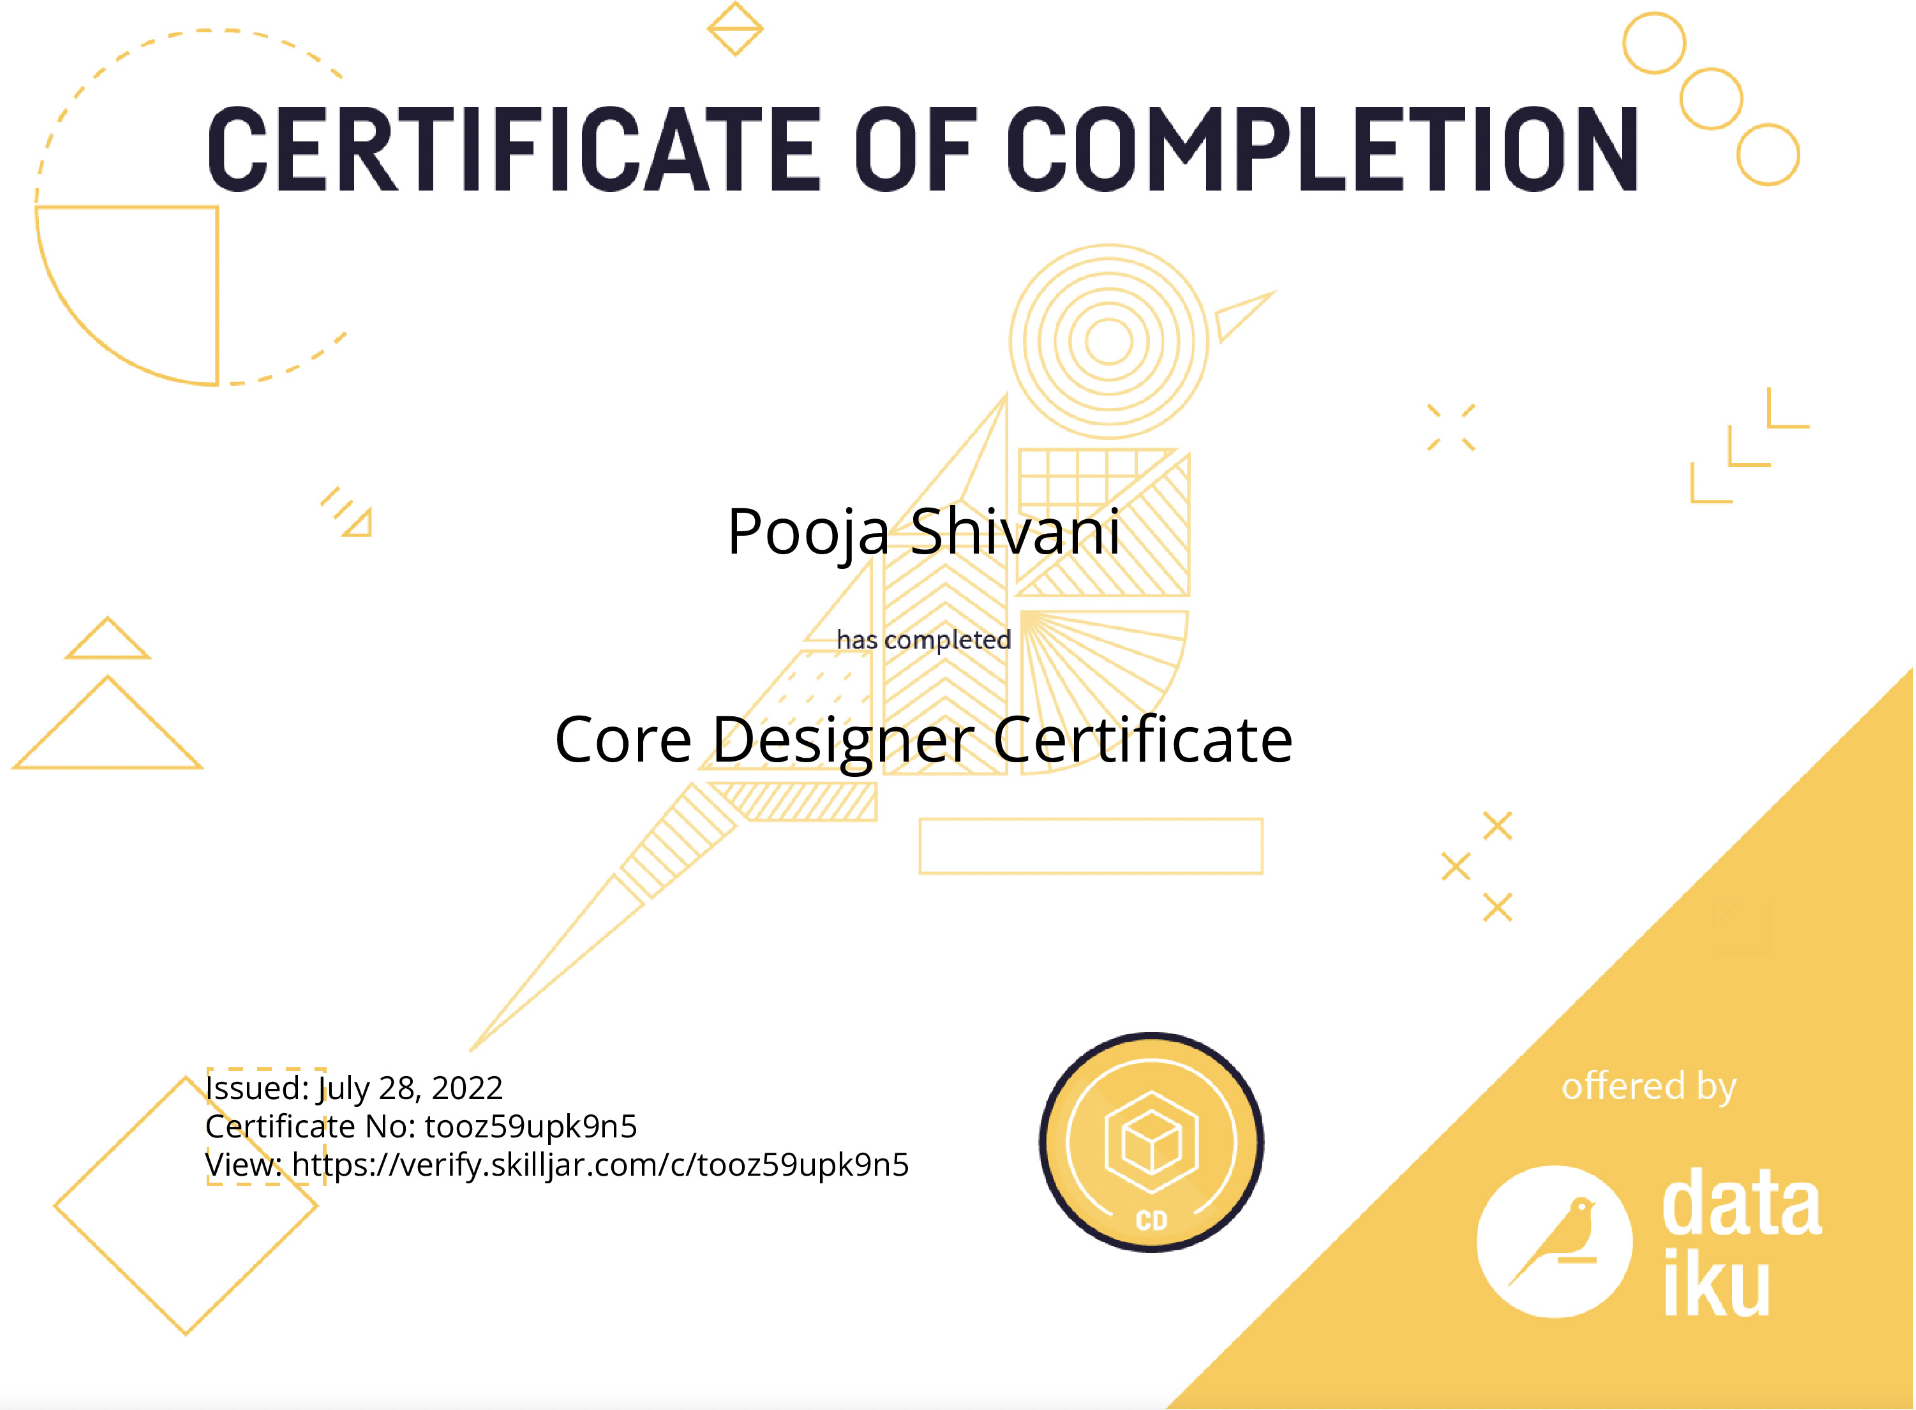 CERTIFICATE OF COMPLETION
Pooja Shivani
has completed
Core Designer Certificate
Issued: July 28, 2022
Certificate No: tooz59upk9n5
View: https://verify.skilljar.com/c/tooz59upk9n5
CD
offered by
data
iku